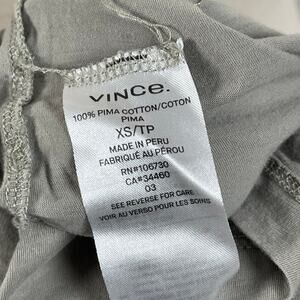 VINCE.
100% PIMA COTTON/COTON
PIMA
XS/TP
MADE IN PERU
FABRIQUÉ AU PÉROU
RN#106730
CA#34460
03
SEE REVERSE FOR CARE
VOIR AU VERSO POUR LES SOINS